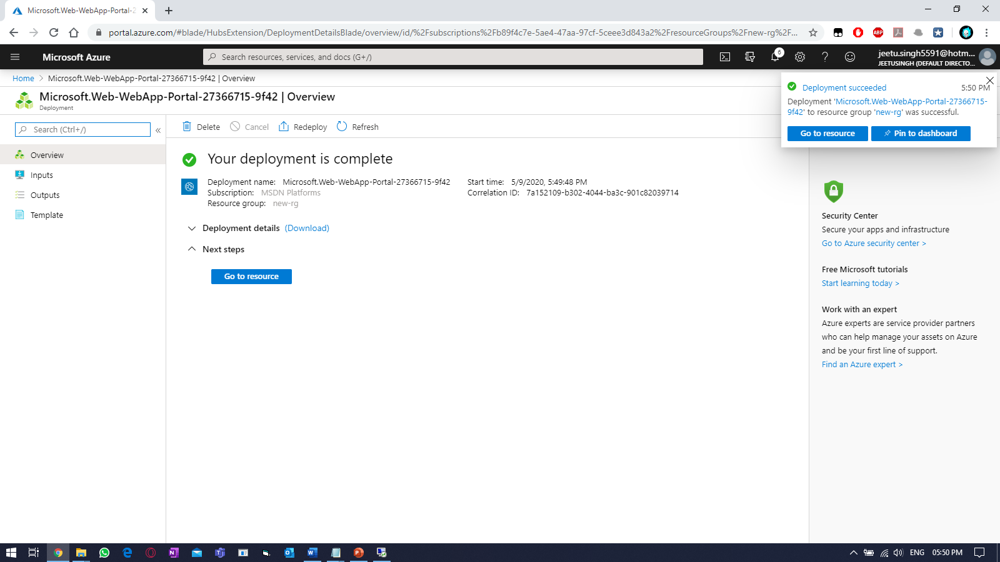 Microsoft.Web-WebApp-Portal-2
portal.azure.com/#blade/HubsExtension/DeploymentDetailsBlade/overview/id/%2Fsubscriptions%2Fb89f4c7e-5ae4-47aa-97cf-5ceee3d843a2%2FresourceGroups%2Fnew-rg%2F...
ABP
Microsoft Azure
Search resources, services, and docs (G+/)
6
jeetu.singh5591@hotm...
JEETUSINGH (DEFAULT DIRECTO...
Home > Microsoft.Web-WebApp-Portal-27366715-9f42 | Overview
Microsoft.Web-WebApp-Portal-27366715-9f42 | Overview
Deployment
Deployment succeeded 5:50 PM
Deployment 'Microsoft.Web-WebApp-Portal-27366715-
9f42' to resource group 'new-rg' was successful.
Go to resource
Pin to dashboard
Search (Ctrl+/)
Overview
Inputs
Outputs
Template
Delete
Cancel
Redeploy
Refresh
Your deployment is complete
Deployment name: Microsoft.Web-WebApp-Portal-27366715-9f42
Subscription: MSDN Platforms
Resource group: new-rg
Start time: 5/9/2020, 5:49:48 PM
Correlation ID: 7a152109-b302-4044-ba3c-901c82039714
Deployment details (Download)
Next steps
Go to resource
Security Center
Secure your apps and infrastructure
Go to Azure security center >
Free Microsoft tutorials
Start learning today >
Work with an expert
Azure experts are service provider partners
who can help manage your assets on Azure
and be your first line of support.
Find an Azure expert >
ENG
05:50 PM